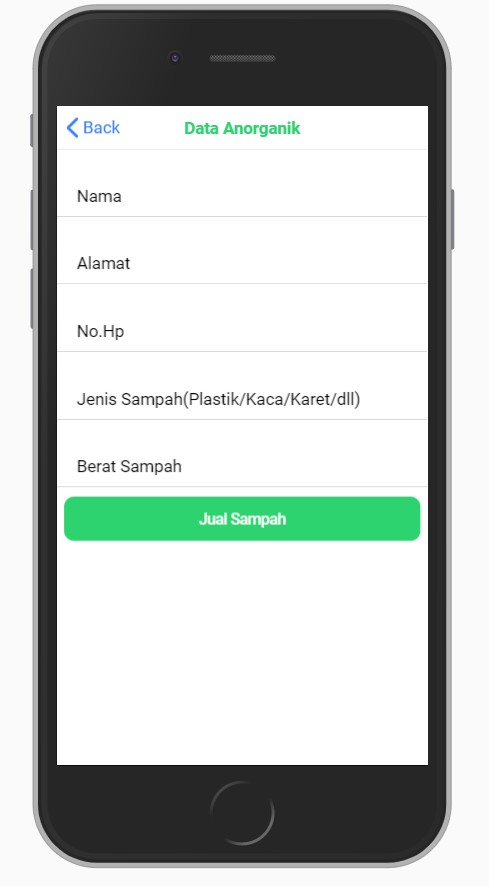 Back
Data Anorganik
Nama
Alamat
No.Hp
Jenis Sampah(Plastik/Kaca/Karet/dll)
Berat Sampah
Jual Sampah